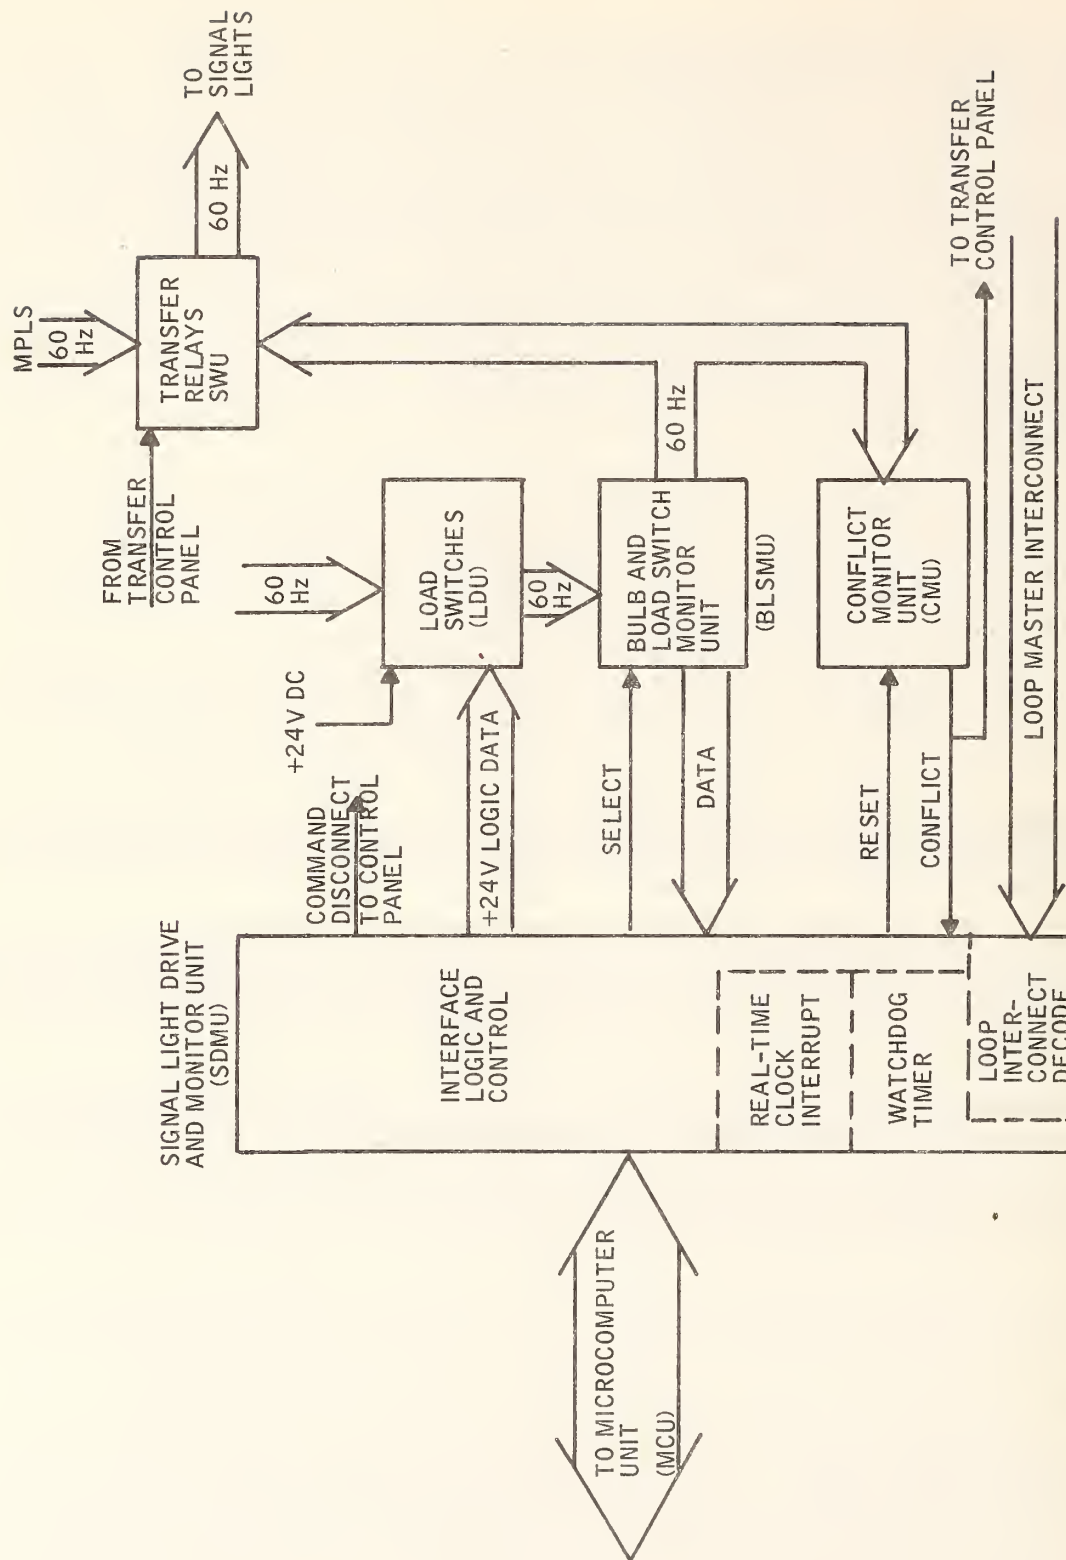 SIGNAL LIGHT DRIVE
AND MONITOR UNIT
(SDMU)
TO MICROCOMPUTER
UNIT
(MCU)
INTERFACE
LOGIC AND
CONTROL
REAL-TIME
CLOCK
INTERRUPT
WATCHDOG
TIMER
LOOP
INTER-
CONNECT
DECODE
COMMAND
DISCONNECT
TO CONTROL
PANEL
+24V DC
+24V LOGIC DATA
SELECT
DATA
RESET
CONFLICT
60
Hz
LOAD
SWITCHES
(LDU)
60
Hz
BULB AND
LOAD SWITCH
MONITOR
UNIT
(BLSMU)
CONFLICT
MONITOR
UNIT
(CMU)
60 Hz
FROM
TRANSFER
CONTROL
PANEL
MPLS
60
Hz
TRANSFER
RELAYS
SWU
60 Hz
TO
SIGNAL
LIGHTS
TO TRANSFER
CONTROL PANEL
LOOP MASTER INTERCONNECT